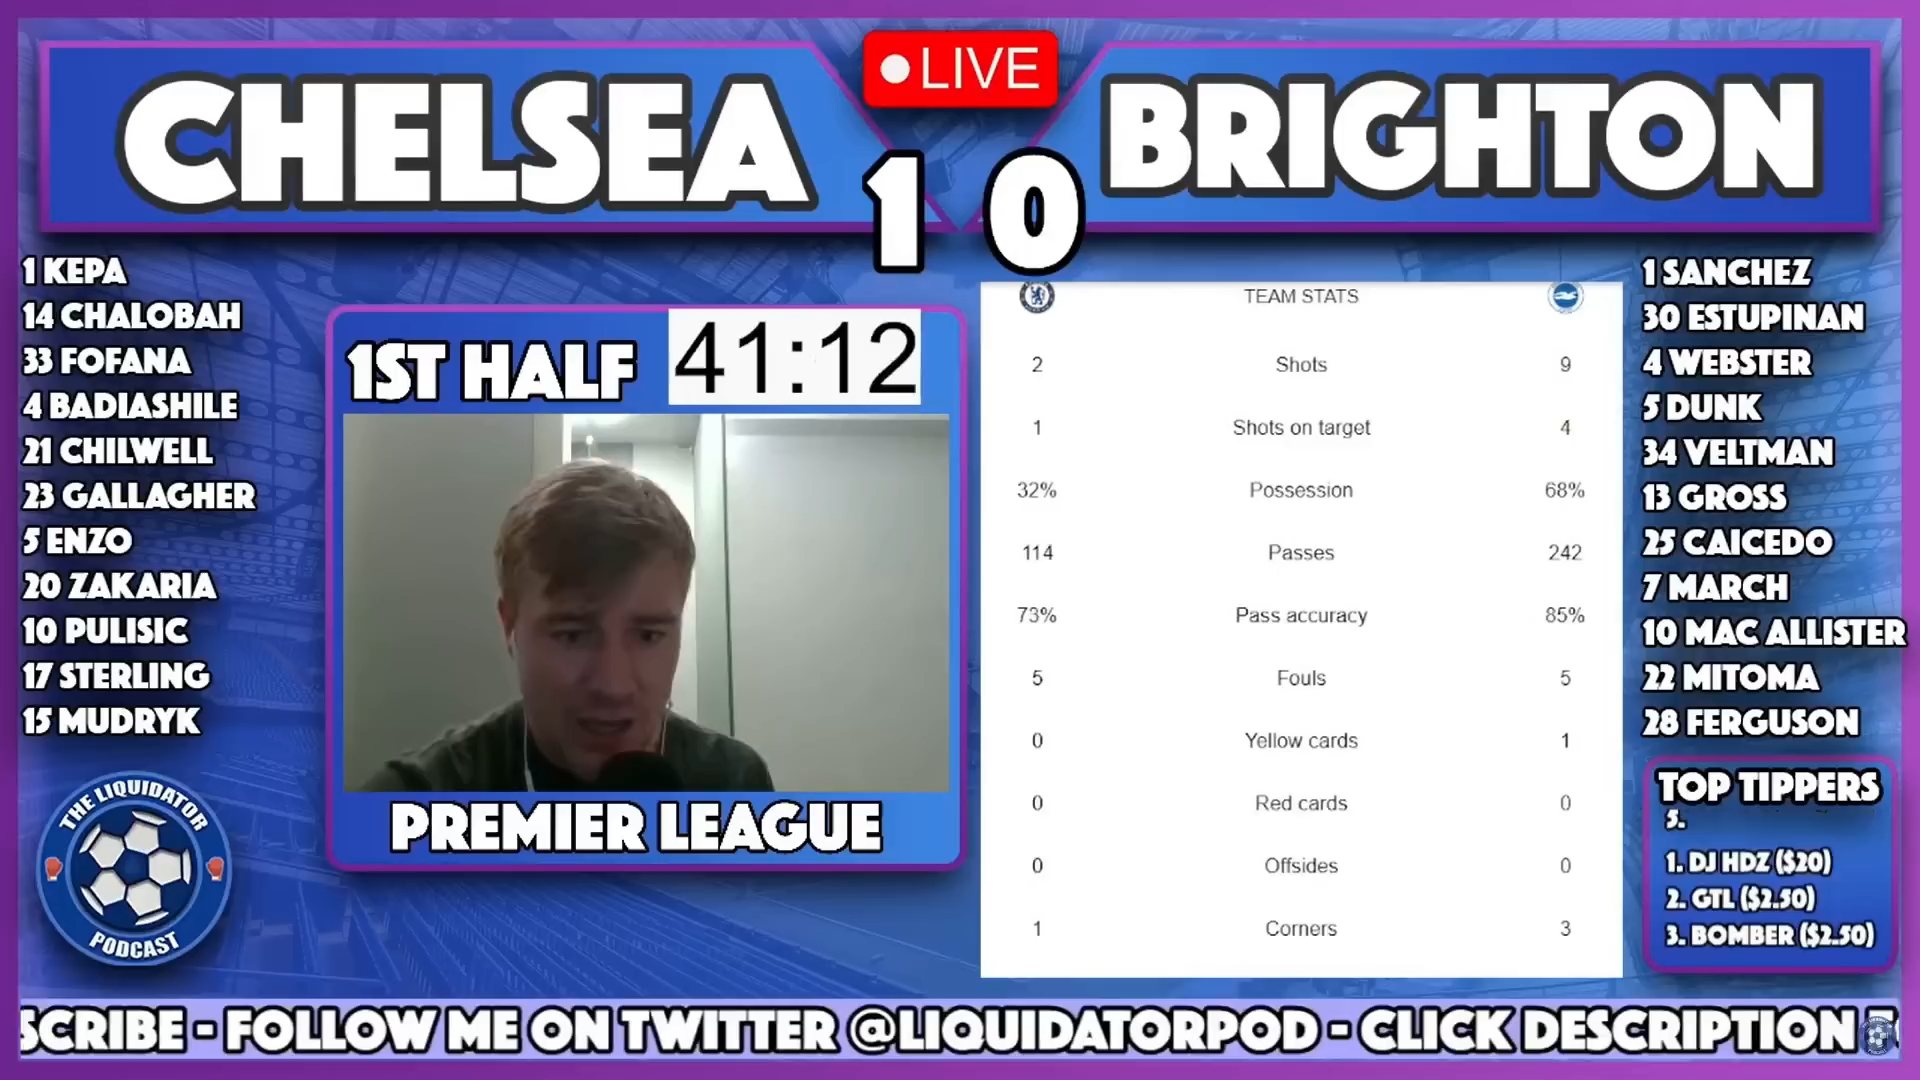 CHELSEA
LIVE
BRIGHTON
1 0
1 KEPA
14 CHALOBAH
33 FOFANA
4 BADIASHILE
21 CHILWELL
23 GALLAGHER
5 ENZO
20 ZAKARIA
10 PULISIC
17 STERLING
15 MUDRYK
THE LIQUIDATOR
PODCAST
1ST HALF 41:12
PREMIER LEAGUE
TEAM STATS
2 Shots 9
1 Shots on target 4
32% Possession 68%
114 Passes 242
73% Pass accuracy 85%
5 Fouls 5
0 Yellow cards 1
0 Red cards 0
0 Offsides 0
1 Corners 3
1 SANCHEZ
30 ESTUPINAN
4 WEBSTER
5 DUNK
34 VELTMAN
13 GROSS
25 CAICEDO
7 MARCH
10 MAC ALLISTER
22 MITOMA
28 FERGUSON
TOP TIPPERS
5.
1. DJ HDZ ($20)
2. GTL ($2.50)
3. BOMBER ($2.50)
SCRIBE - FOLLOW ME ON TWITTER @LIQUIDATORPOD - CLICK DESCRIPTION